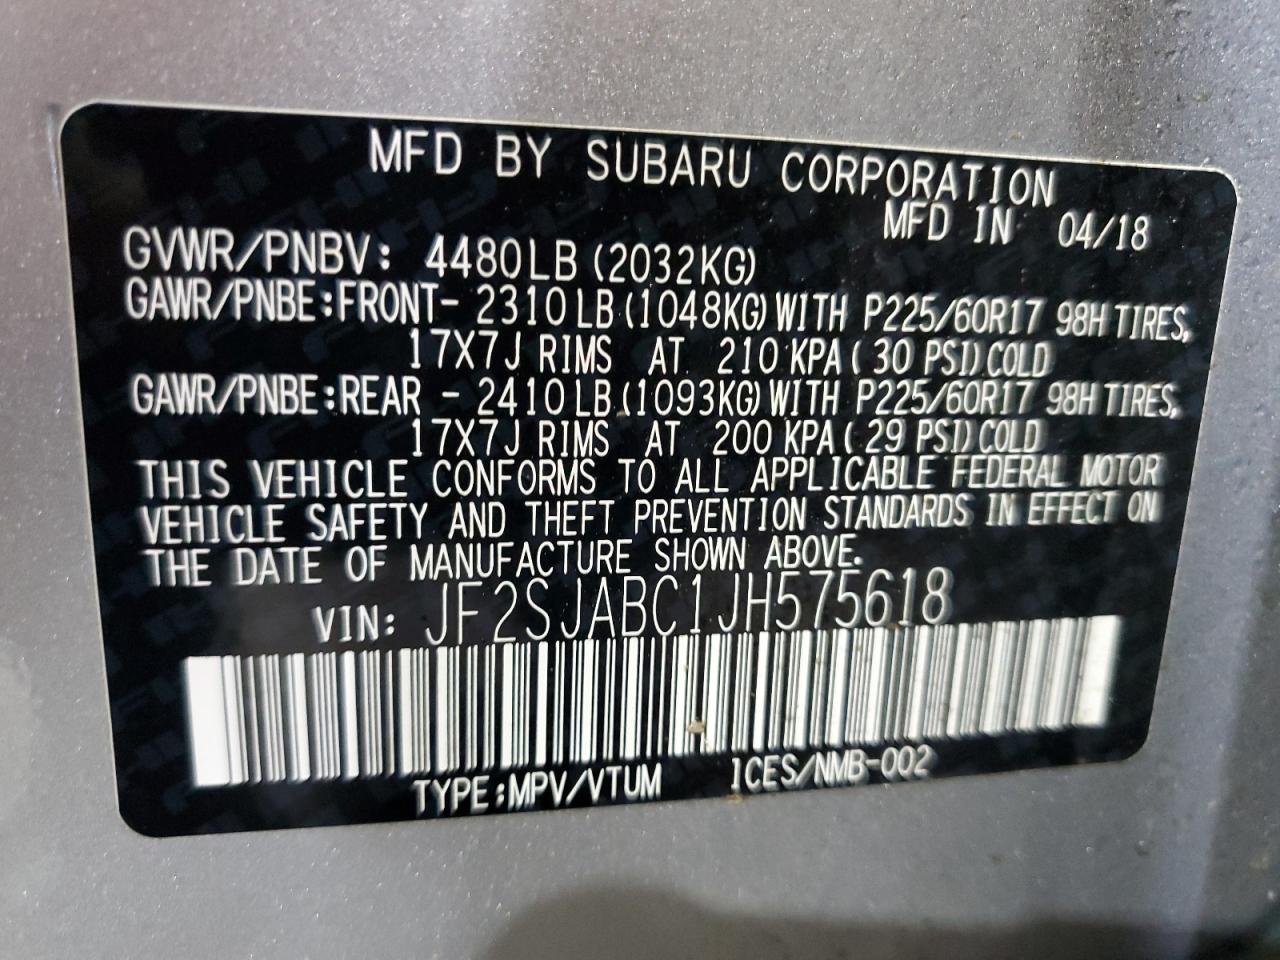 MFD BY SUBARU CORPORATION
MFD IN 04/18
GVWR/PNBV: 4480LB (2032KG)
GAWR/PNBE:FRONT- 2310LB(1048KG)WITH P225/60R17 98H TIRES,
17X7J RIMS AT 210 KPA( 30 PSI)COLD
GAWR/PNBE:REAR - 2410LB(1093KG)WITH P225/60R17 98H TIRES,
17X7J RIMS AT 200 KPA( 29 PSI)COLD
THIS VEHICLE CONFORMS TO ALL APPLICABLE FEDERAL MOTOR
VEHICLE SAFETY AND THEFT PREVENTION STANDARDS IN EFFECT ON
THE DATE OF MANUFACTURE SHOWN ABOVE.
VIN: JF2SJABC1JH575618
TYPE:MPV/VTUM ICES/NMB-002